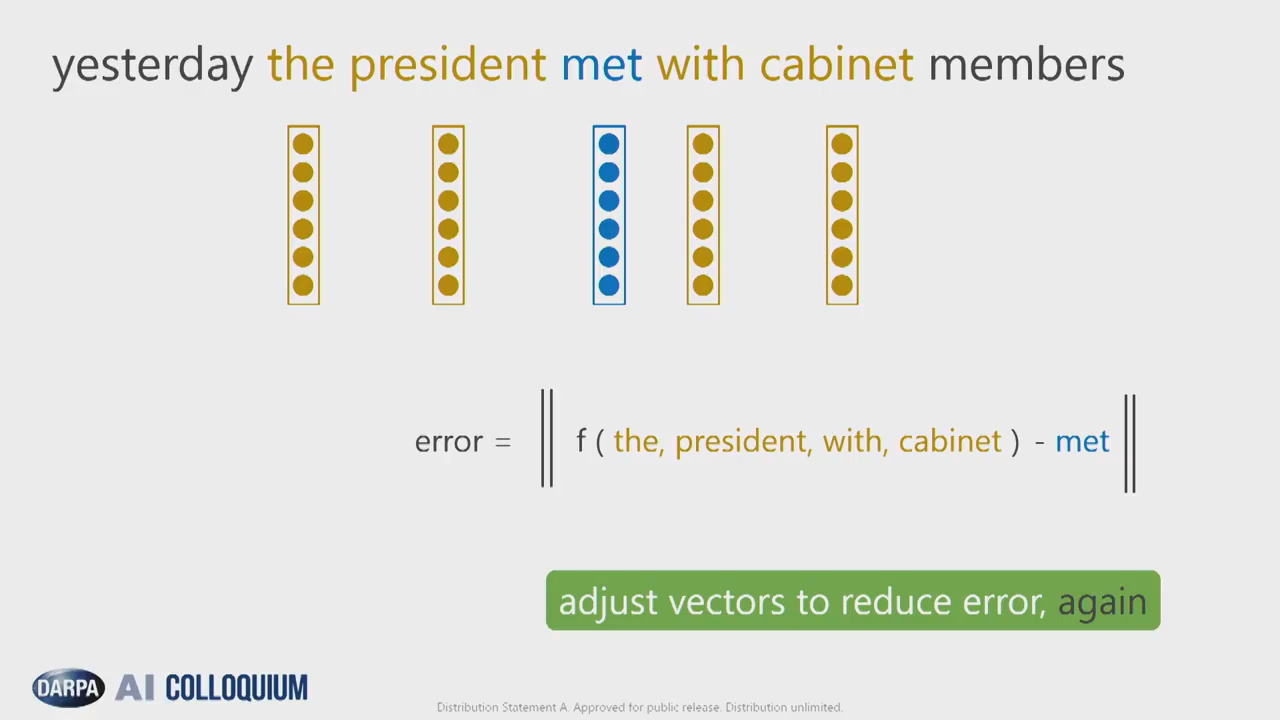 yesterday the president met with cabinet members
error = ‖ f ( the, president, with, cabinet ) - met ‖
adjust vectors to reduce error, again
DARPA AI COLLOQUIUM
Distribution Statement A. Approved for public release. Distribution unlimited.